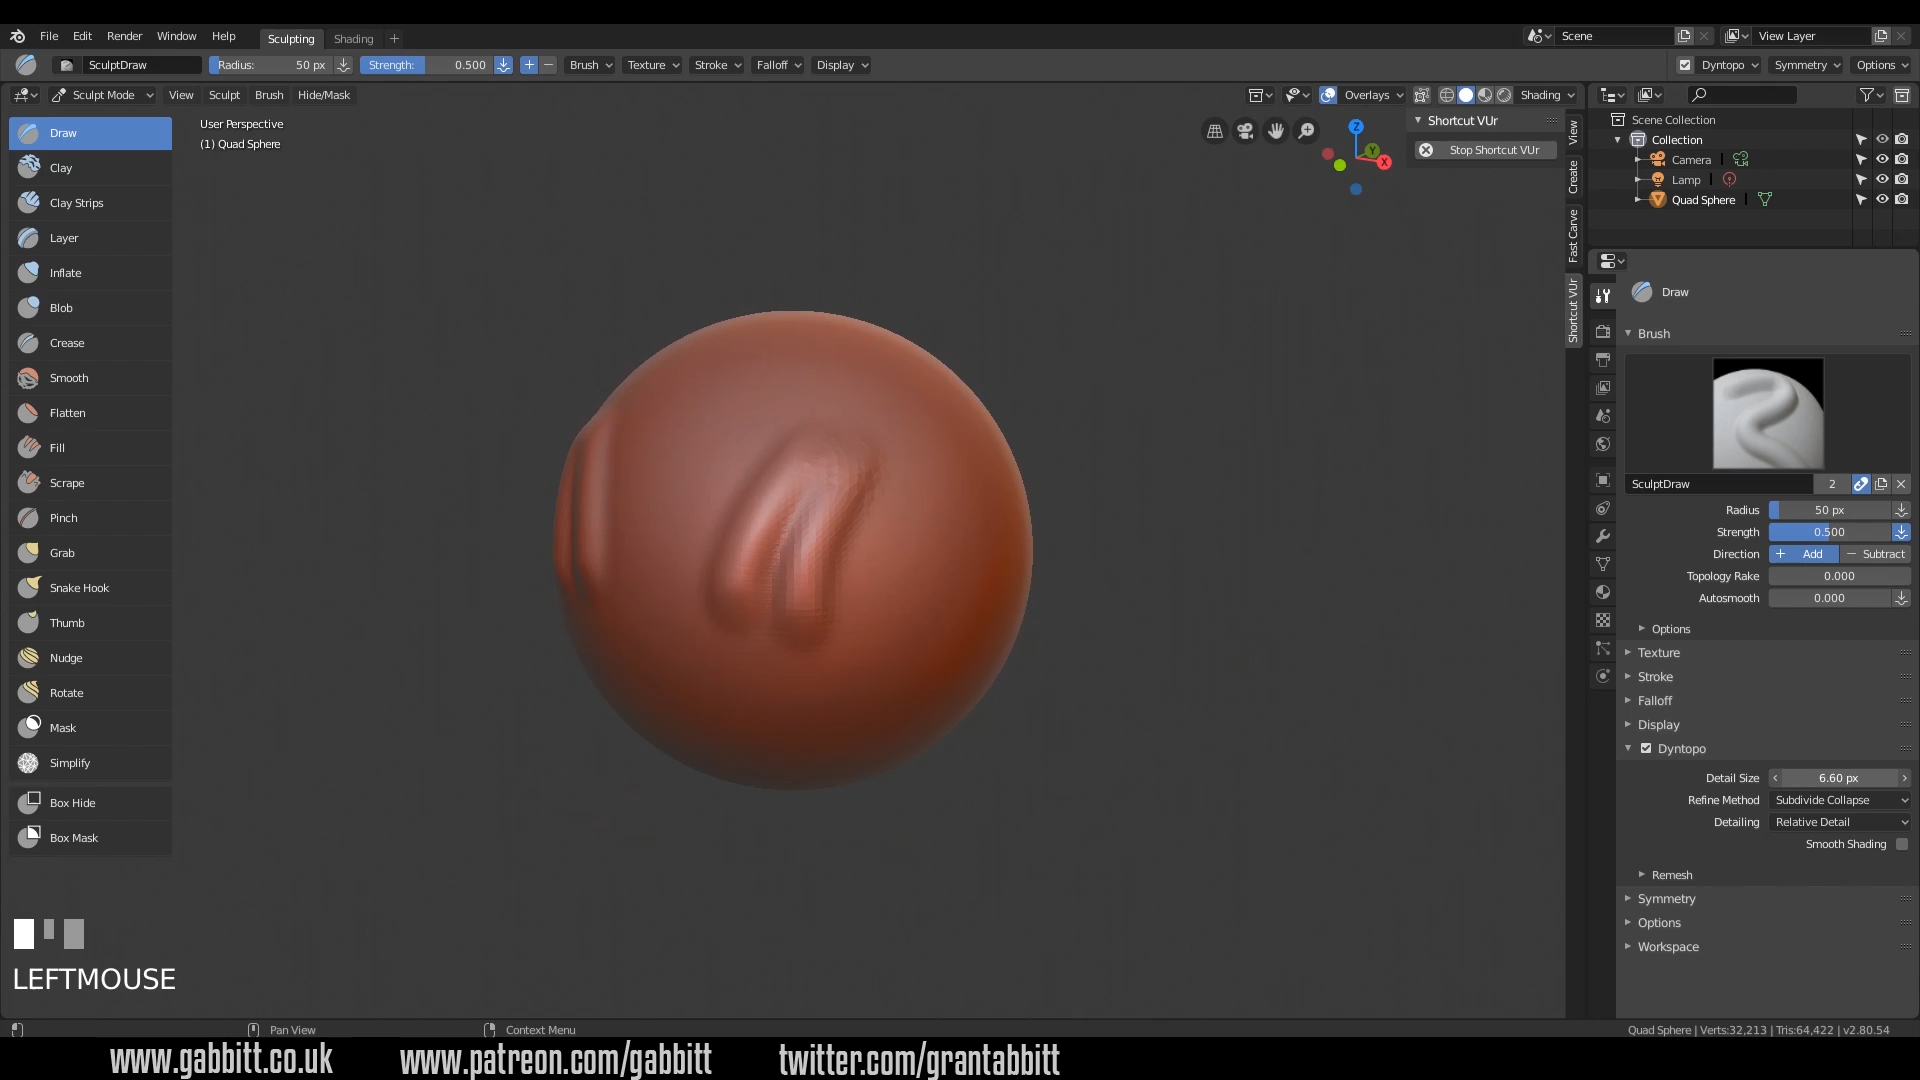 File Edit Render Window Help Sculpting Shading + Scene View Layer
SculptDraw Radius: 50 px Strength: 0.500 + − Brush Texture Stroke Falloff Display Dyntopo Symmetry Options
Sculpt Mode View Sculpt Brush Hide/Mask Overlays Shading
User Perspective
(1) Quad Sphere
Draw
Clay
Clay Strips
Layer
Inflate
Blob
Crease
Smooth
Flatten
Fill
Scrape
Pinch
Grab
Snake Hook
Thumb
Nudge
Rotate
Mask
Simplify
Box Hide
Box Mask
LEFTMOUSE
Z
Y
X
Shortcut VUr
Stop Shortcut VUr
View
Create
Fast Carve
Shortcut VUr
Scene Collection
Collection
Camera
Lamp
Quad Sphere
Draw
Brush
SculptDraw 2
Radius 50 px
Strength 0.500
Direction + Add − Subtract
Topology Rake 0.000
Autosmooth 0.000
Options
Texture
Stroke
Falloff
Display
Dyntopo
Detail Size 6.60 px
Refine Method Subdivide Collapse
Detailing Relative Detail
Smooth Shading
Remesh
Symmetry
Options
Workspace
Pan View Context Menu Quad Sphere | Verts:32,213 | Tris:64,422 | v2.80.54
www.gabbitt.co.uk www.patreon.com/gabbitt twitter.com/grantabbitt